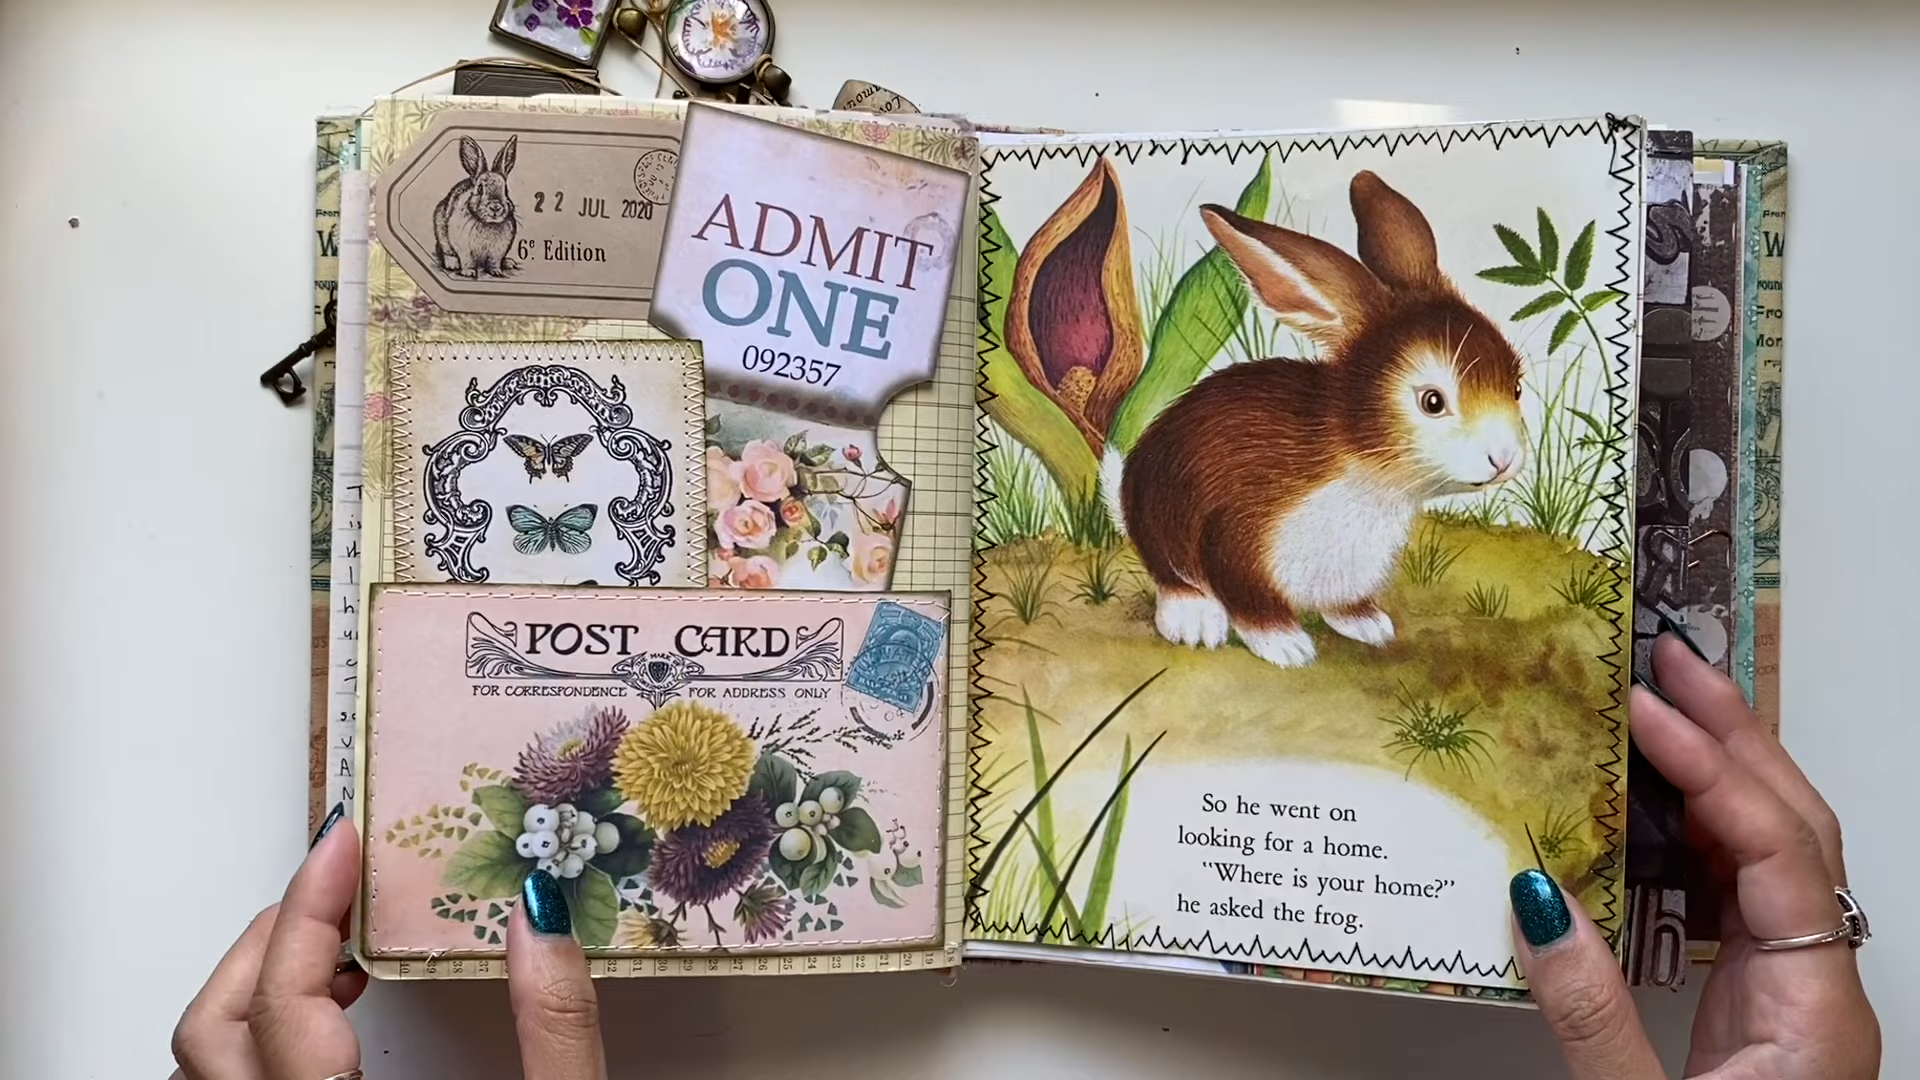 22 JUL 2020
6e. Edition
ADMIT
ONE
092357
POST CARD
FOR CORRESPONDENCE FOR ADDRESS ONLY
So he went on
looking for a home.
“Where is your home?”
he asked the frog.